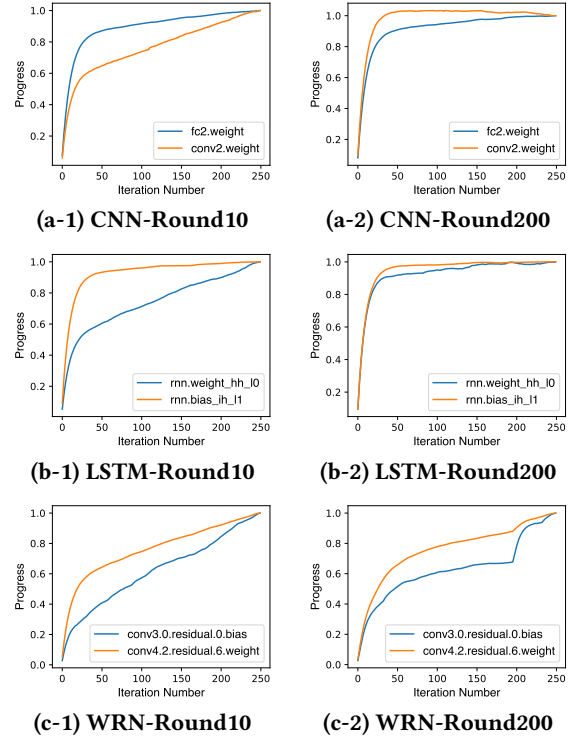 1.0
0.8
0.6
0.4
0.2
Progress
fc2.weight
conv2.weight
0 50 100 150 200 250
Iteration Number
(a-1) CNN-Round10
1.0
0.8
0.6
0.4
0.2
Progress
fc2.weight
conv2.weight
0 50 100 150 200 250
Iteration Number
(a-2) CNN-Round200
1.0
0.8
0.6
0.4
0.2
Progress
rnn.weight_hh_l0
rnn.bias_ih_l1
0 50 100 150 200 250
Iteration Number
(b-1) LSTM-Round10
1.0
0.8
0.6
0.4
0.2
Progress
rnn.weight_hh_l0
rnn.bias_ih_l1
0 50 100 150 200 250
Iteration Number
(b-2) LSTM-Round200
1.0
0.8
0.6
0.4
0.2
0.0
Progress
conv3.0.residual.0.bias
conv4.2.residual.6.weight
0 50 100 150 200 250
Iteration Number
(c-1) WRN-Round10
1.0
0.8
0.6
0.4
0.2
0.0
Progress
conv3.0.residual.0.bias
conv4.2.residual.6.weight
0 50 100 150 200 250
Iteration Number
(c-2) WRN-Round200